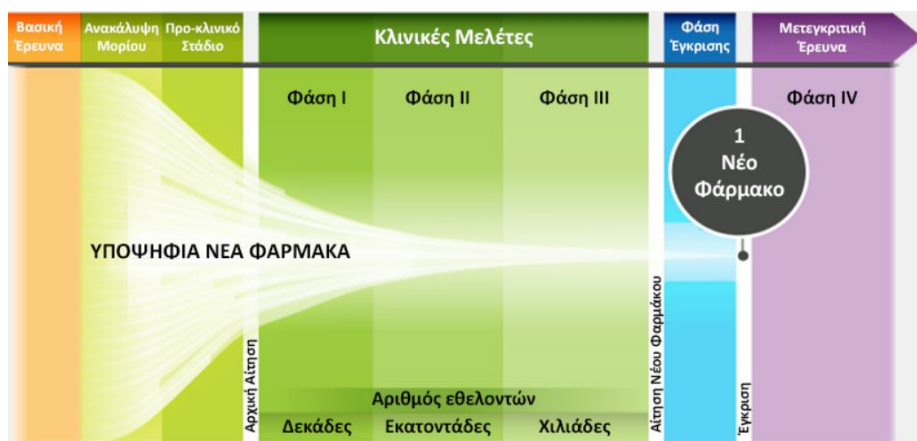 Βασική
Έρευνα
Ανακάλυψη
Μορίου
Προ-κλινικό
Στάδιο
Κλινικές Μελέτες
Φάση
Έγκρισης
Μετεγκριτική
Έρευνα
Φάση I
Φάση II
Φάση III
Φάση IV
1
Νέο
Φάρμακο
ΥΠΟΨΗΦΙΑ ΝΕΑ ΦΑΡΜΑΚΑ
Αρχική Αίτηση
Αίτηση Νέου Φαρμάκου
Έγκριση
Αριθμός εθελοντών
Δεκάδες
Εκατοντάδες
Χιλιάδες